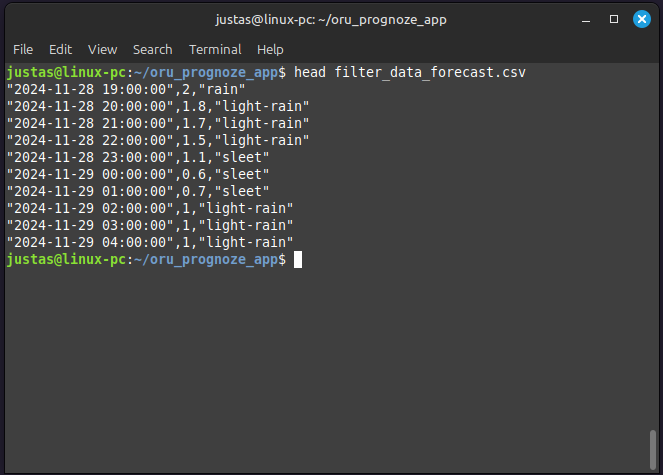 justas@linux-pc: ~/oru_prognoze_app
File Edit View Search Terminal Help
justas@linux-pc:~/oru_prognoze_app$ head filter_data_forecast.csv
"2024-11-28 19:00:00",2,"rain"
"2024-11-28 20:00:00",1.8,"light-rain"
"2024-11-28 21:00:00",1.7,"light-rain"
"2024-11-28 22:00:00",1.5,"light-rain"
"2024-11-28 23:00:00",1.1,"sleet"
"2024-11-29 00:00:00",0.6,"sleet"
"2024-11-29 01:00:00",0.7,"sleet"
"2024-11-29 02:00:00",1,"light-rain"
"2024-11-29 03:00:00",1,"light-rain"
"2024-11-29 04:00:00",1,"light-rain"
justas@linux-pc:~/oru_prognoze_app$